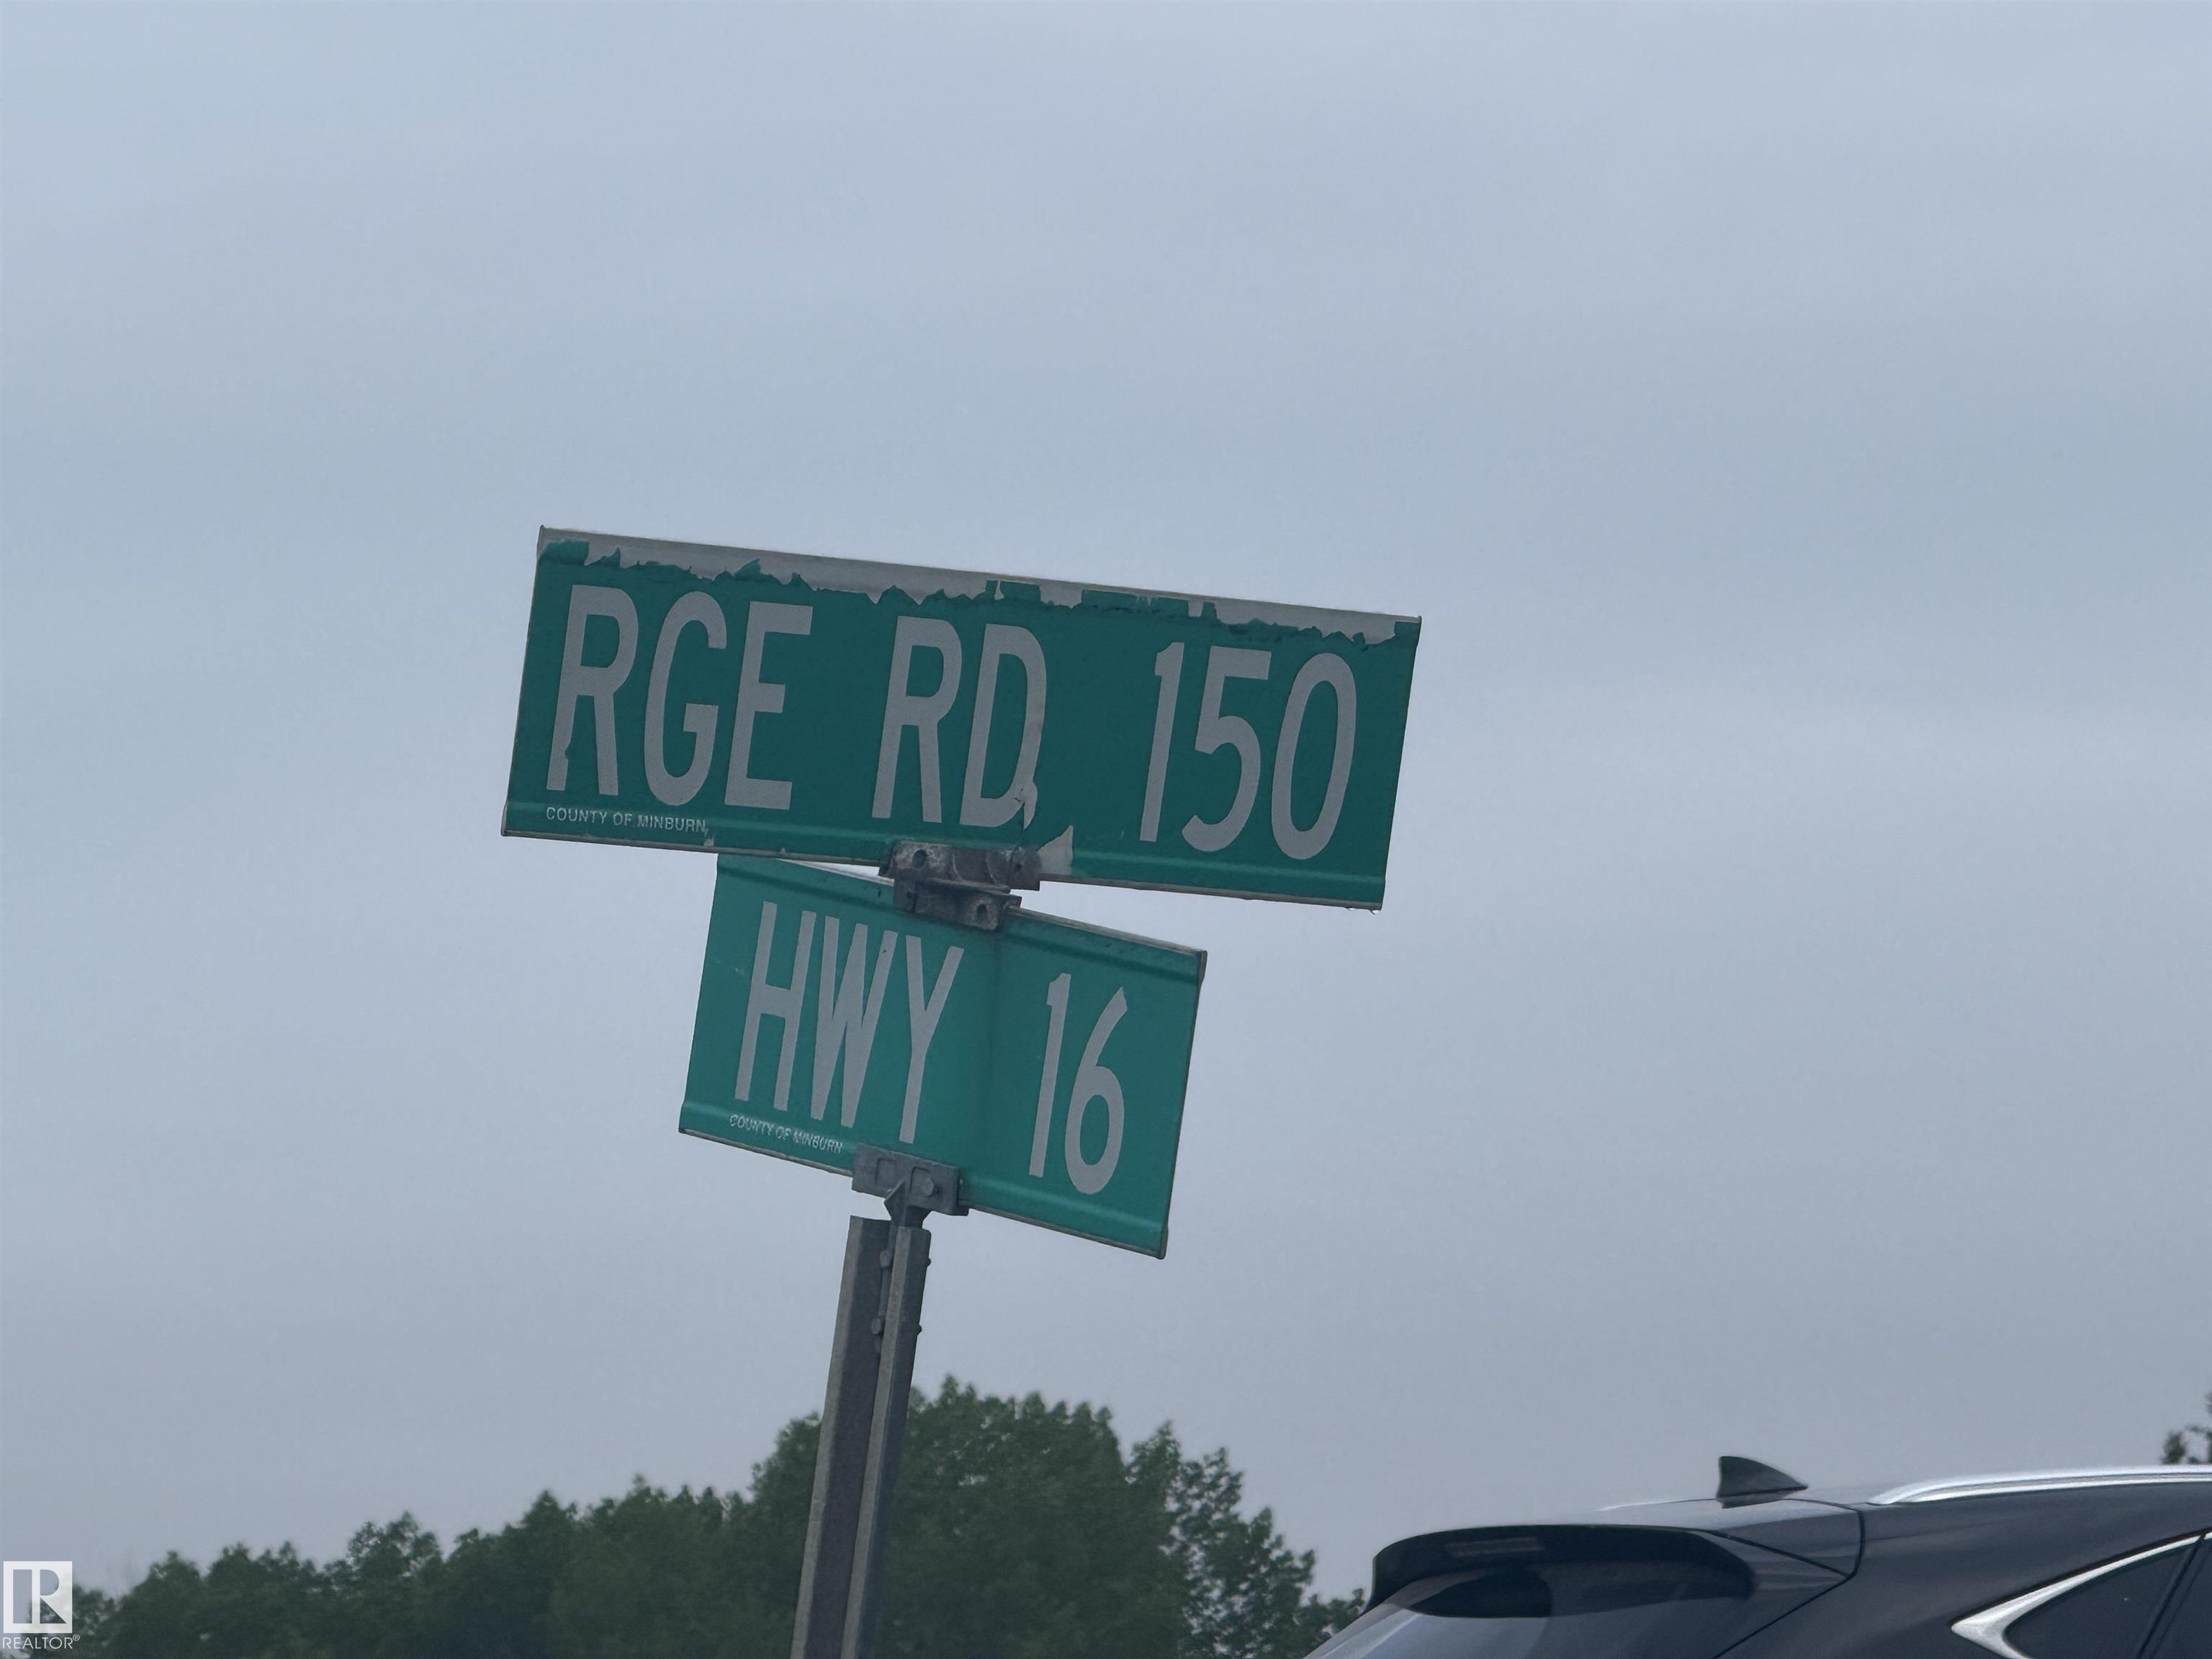 RGE RD 150
COUNTY OF MINBURN
HWY 16
COUNTY OF MINBURN
REALTOR®